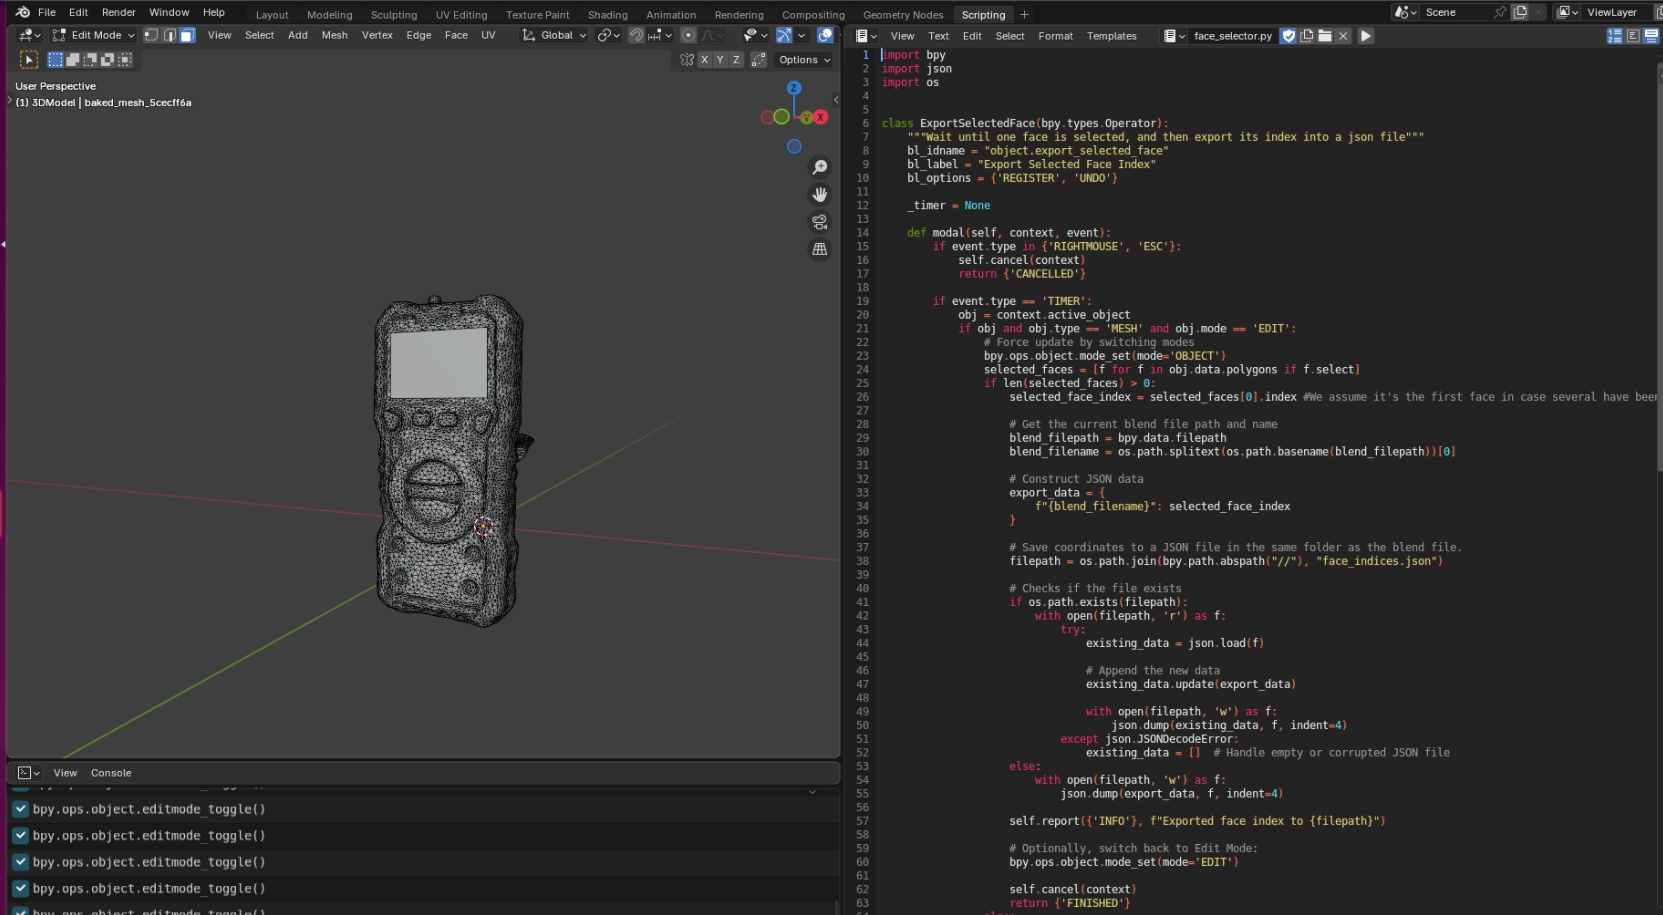 File Edit Render Window Help Layout Modeling Sculpting UV Editing Texture Paint Shading Animation Rendering Compositing Geometry Nodes Scripting + Scene ViewLayer
Edit Mode View Select Add Mesh Vertex Edge Face UV Global
X Y Z Options
User Perspective
(1) 3DModel | baked_mesh_5cecff6a
Z
Y X
View Console
bpy.ops.object.editmode_toggle()
bpy.ops.object.editmode_toggle()
bpy.ops.object.editmode_toggle()
bpy.ops.object.editmode_toggle()
bpy.ops.object.editmode_toggle()
View Text Edit Select Format Templates face_selector.py
1 import bpy
2 import json
3 import os
4
5
6 class ExportSelectedFace(bpy.types.Operator):
7 """Wait until one face is selected, and then export its index into a json file"""
8 bl_idname = "object.export_selected_face"
9 bl_label = "Export Selected Face Index"
10 bl_options = {'REGISTER', 'UNDO'}
11
12 _timer = None
13
14 def modal(self, context, event):
15 if event.type in {'RIGHTMOUSE', 'ESC'}:
16 self.cancel(context)
17 return {'CANCELLED'}
18
19 if event.type == 'TIMER':
20 obj = context.active_object
21 if obj and obj.type == 'MESH' and obj.mode == 'EDIT':
22 # Force update by switching modes
23 bpy.ops.object.mode_set(mode='OBJECT')
24 selected_faces = [f for f in obj.data.polygons if f.select]
25 if len(selected_faces) > 0:
26 selected_face_index = selected_faces[0].index #We assume it's the first face in case several have been
27
28 # Get the current blend file path and name
29 blend_filepath = bpy.data.filepath
30 blend_filename = os.path.splitext(os.path.basename(blend_filepath))[0]
31
32 # Construct JSON data
33 export_data = {
34 f"{blend_filename}": selected_face_index
35 }
36
37 # Save coordinates to a JSON file in the same folder as the blend file.
38 filepath = os.path.join(bpy.path.abspath("//"), "face_indices.json")
39
40 # Checks if the file exists
41 if os.path.exists(filepath):
42 with open(filepath, 'r') as f:
43 try:
44 existing_data = json.load(f)
45
46 # Append the new data
47 existing_data.update(export_data)
48
49 with open(filepath, 'w') as f:
50 json.dump(existing_data, f, indent=4)
51 except json.JSONDecodeError:
52 existing_data = [] # Handle empty or corrupted JSON file
53 else:
54 with open(filepath, 'w') as f:
55 json.dump(export_data, f, indent=4)
56
57 self.report({'INFO'}, f"Exported face index to {filepath}")
58
59 # Optionally, switch back to Edit Mode:
60 bpy.ops.object.mode_set(mode='EDIT')
61
62 self.cancel(context)
63 return {'FINISHED'}
64 else: